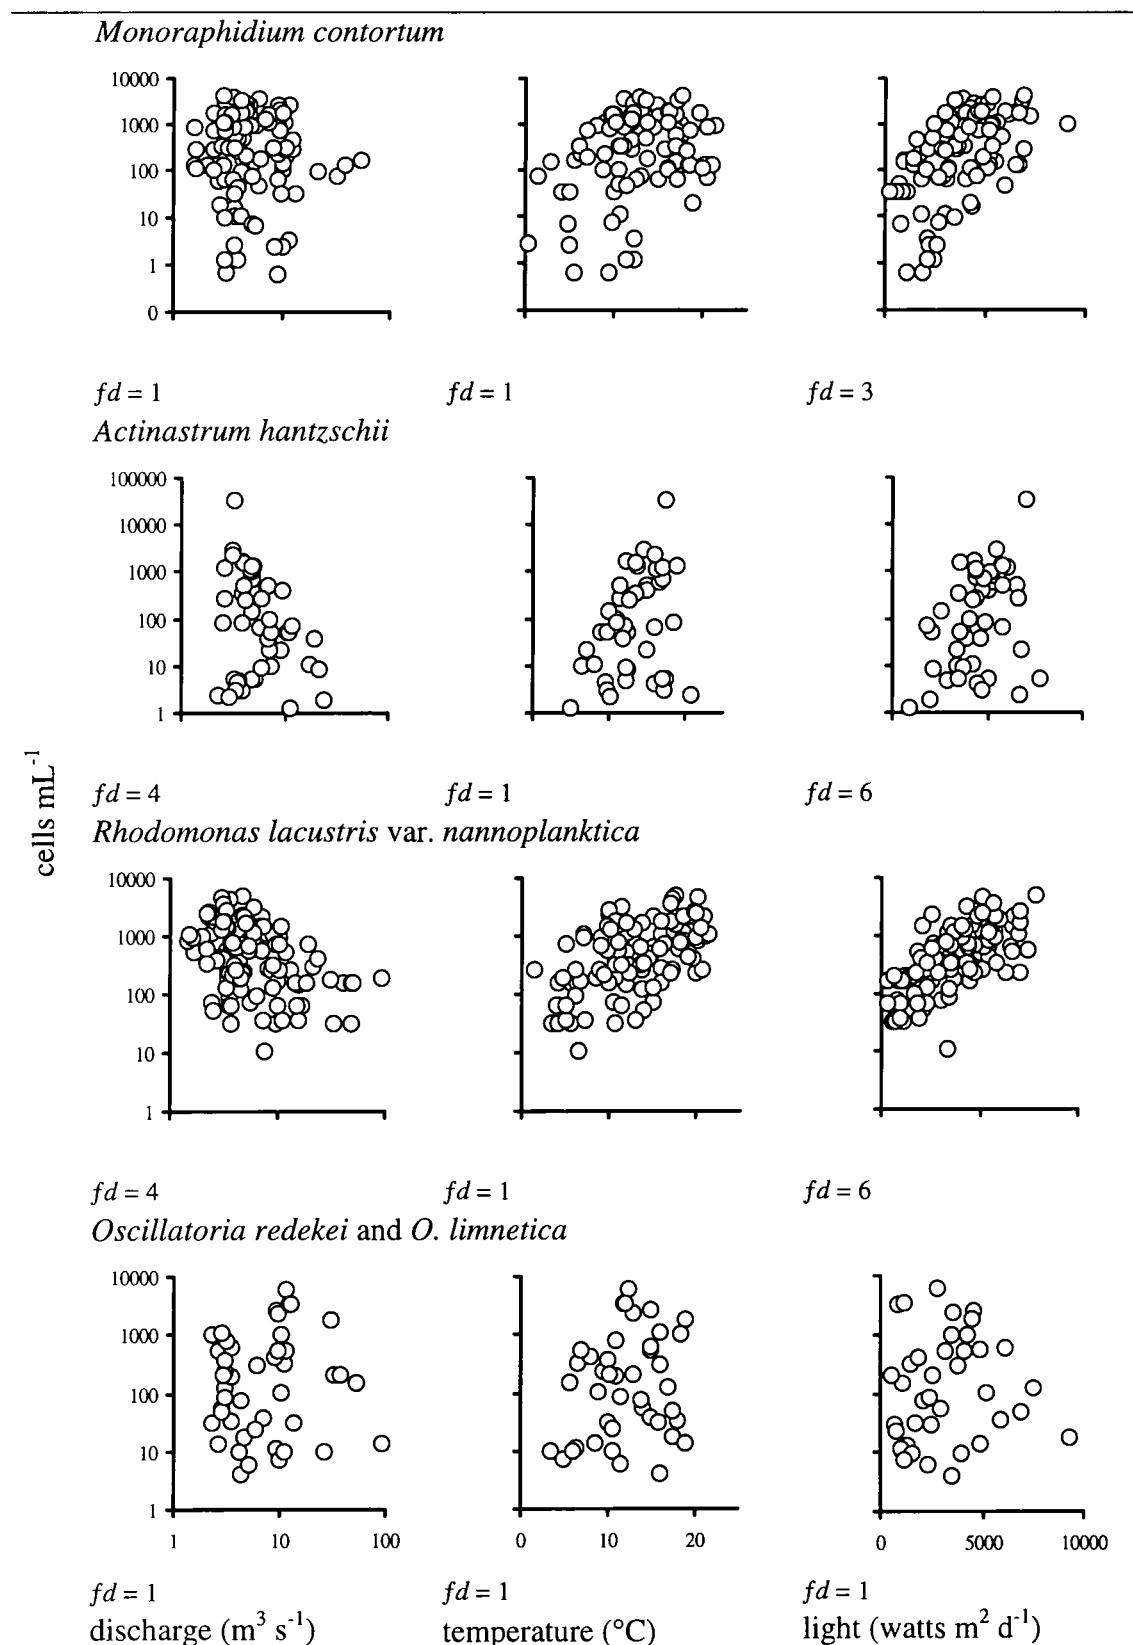 Monoraphidium contortum
10000
1000
100
10
1
0
fd = 1 fd = 1 fd = 3
Actinastrum hantzschii
100000
10000
1000
100
10
1
cells mL-1
fd = 4 fd = 1 fd = 6
Rhodomonas lacustris var. nannoplanktica
10000
1000
100
10
1
fd = 4 fd = 1 fd = 6
Oscillatoria redekei and O. limnetica
10000
1000
100
10
1
1 10 100 0 10 20 0 5000 10000
fd = 1 fd = 1 fd = 1
discharge (m3 s-1) temperature (°C) light (watts m2 d-1)